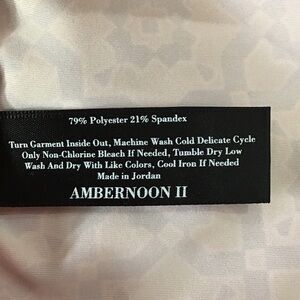 79% Polyester 21% Spandex
Turn Garment Inside Out, Machine Wash Cold Delicate Cycle
Only Non-Chlorine Bleach If Needed, Tumble Dry Low
Wash And Dry With Like Colors, Cool Iron If Needed
Made in Jordan
AMBERNOON II